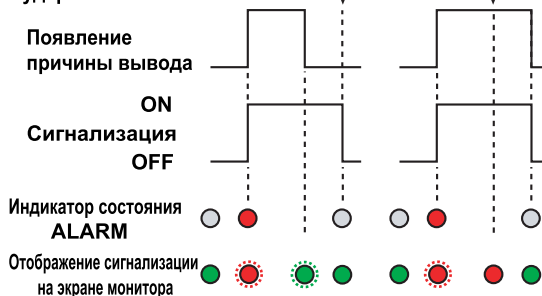 Появление
причины вывода
ON
Сигнализация
OFF
Индикатор состояния
ALARM
Отображение сигнализации
на экране монитора